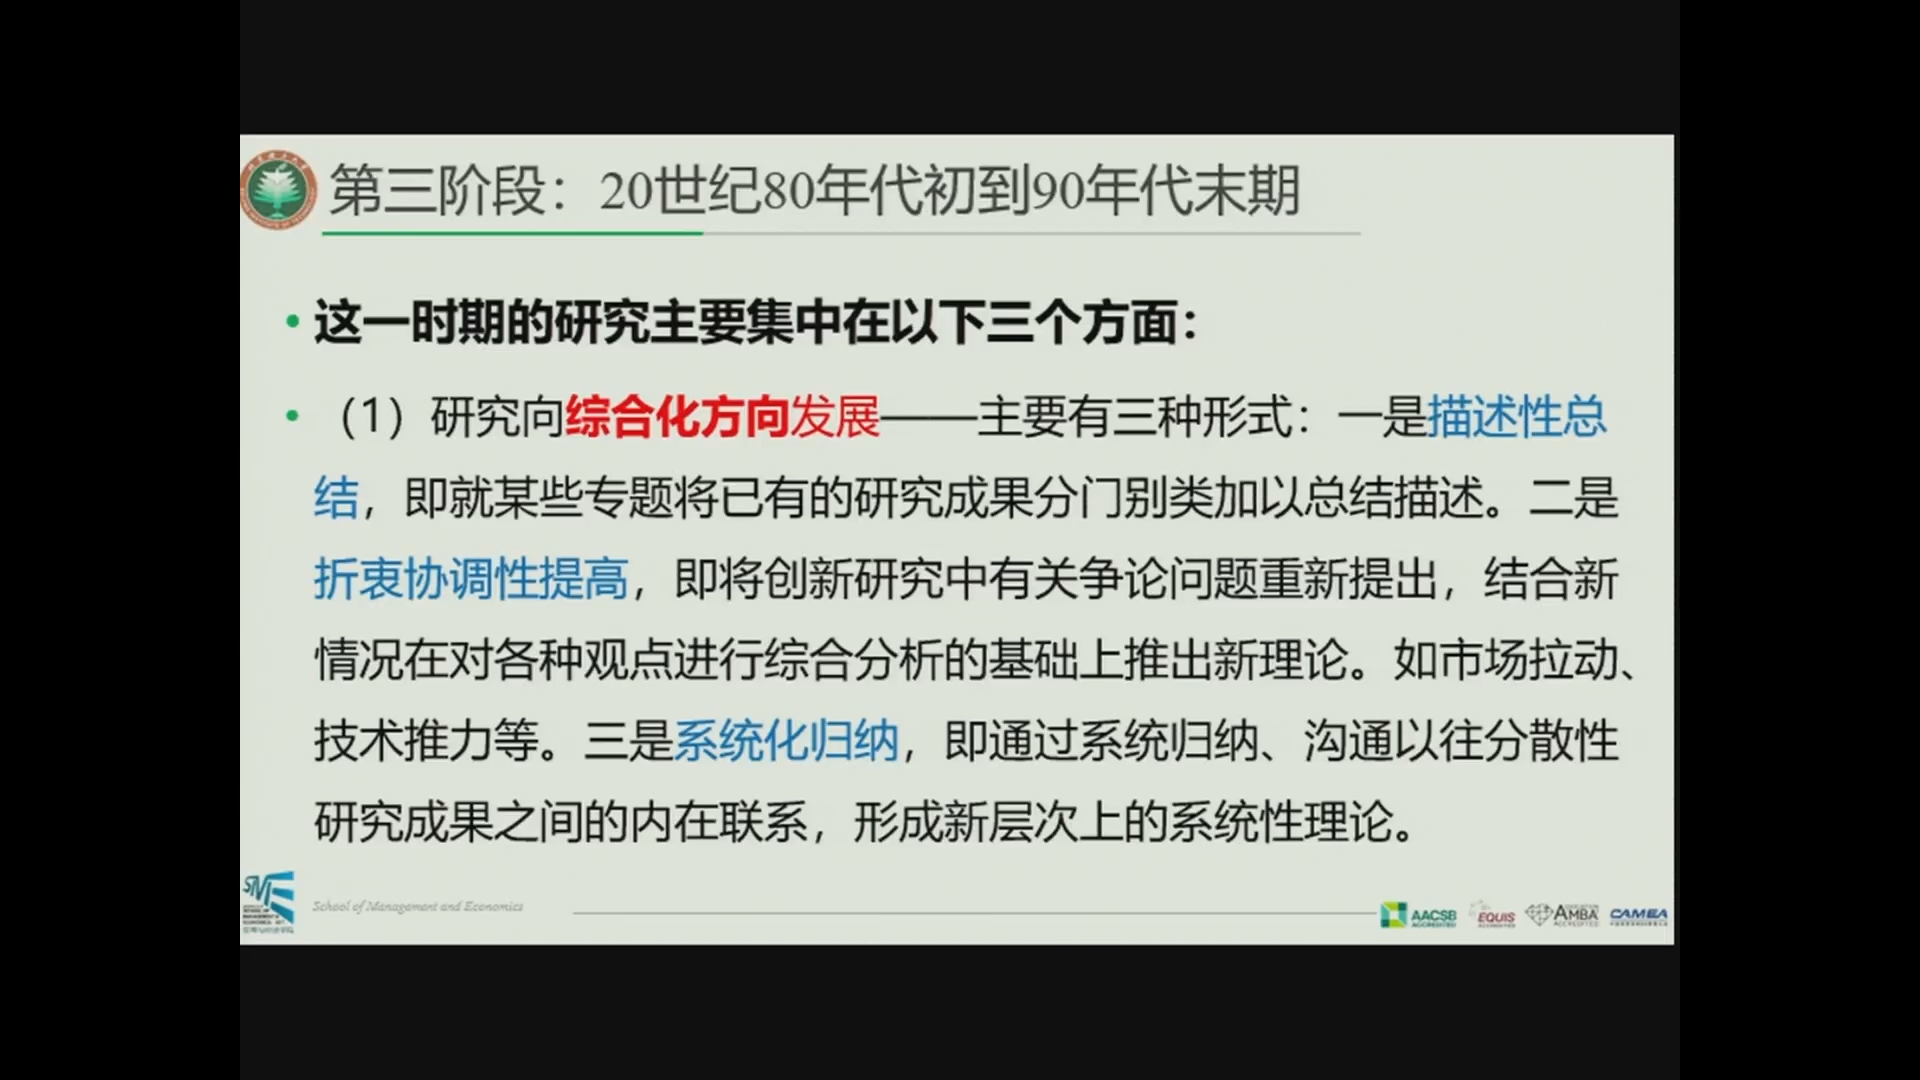 第三阶段：20世纪80年代初到90年代末期
• 这一时期的研究主要集中在以下三个方面：
• （1）研究向综合化方向发展——主要有三种形式：一是描述性总
结，即就某些专题将已有的研究成果分门别类加以总结描述。二是
折衷协调性提高，即将创新研究中有关争论问题重新提出，结合新
情况在对各种观点进行综合分析的基础上推出新理论。如市场拉动、
技术推力等。三是系统化归纳，即通过系统归纳、沟通以往分散性
研究成果之间的内在联系，形成新层次上的系统性理论。
School of Management and Economics
AACSB
ACCREDITED
EQUIS
ACCREDITED
AMBA
ACCREDITED
CAMEA